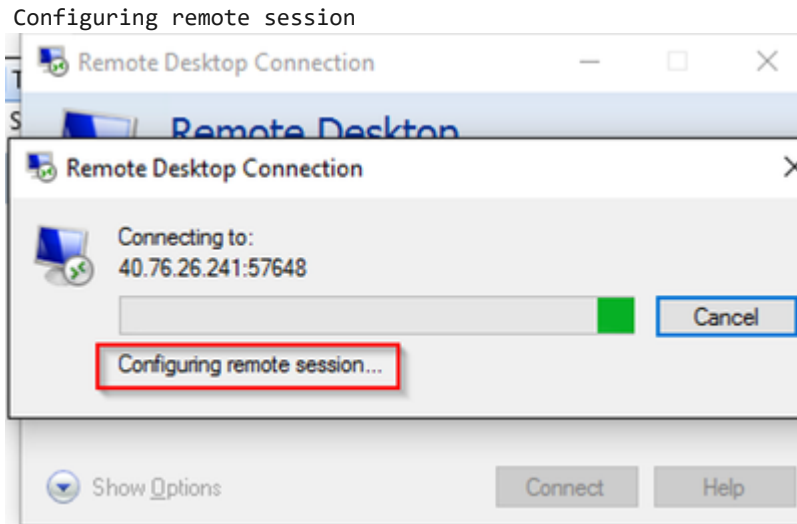 Configuring remote session
Remote Desktop Connection
Remote Desktop
Remote Desktop Connection
Connecting to:
40.76.26.241:57648
Cancel
Configuring remote session...
Show Options
Connect
Help